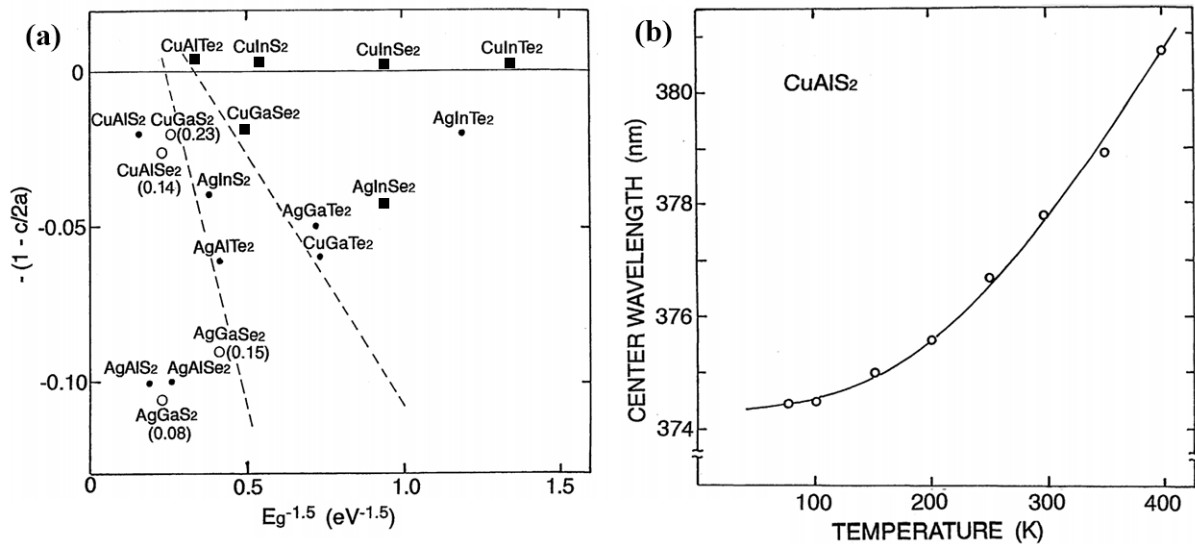 (a)
CuAlTe2 CuInS2 CuInSe2 CuInTe2
0
CuAlS2 CuGaS2 CuGaSe2 AgInTe2
(0.23)
CuAlSe2
(0.14)
AgInS2 AgInSe2
AgGaTe2
-0.05
AgAlTe2 CuGaTe2
AgGaSe2
(0.15)
AgAlS2 AgAlSe2
-0.10
AgGaS2
(0.08)
- (1 - c/2a)
0 0.5 1.0 1.5
Eg-1.5 (eV-1.5)
(b)
CuAlS2
380
378
376
374
CENTER WAVELENGTH (nm)
100 200 300 400
TEMPERATURE (K)